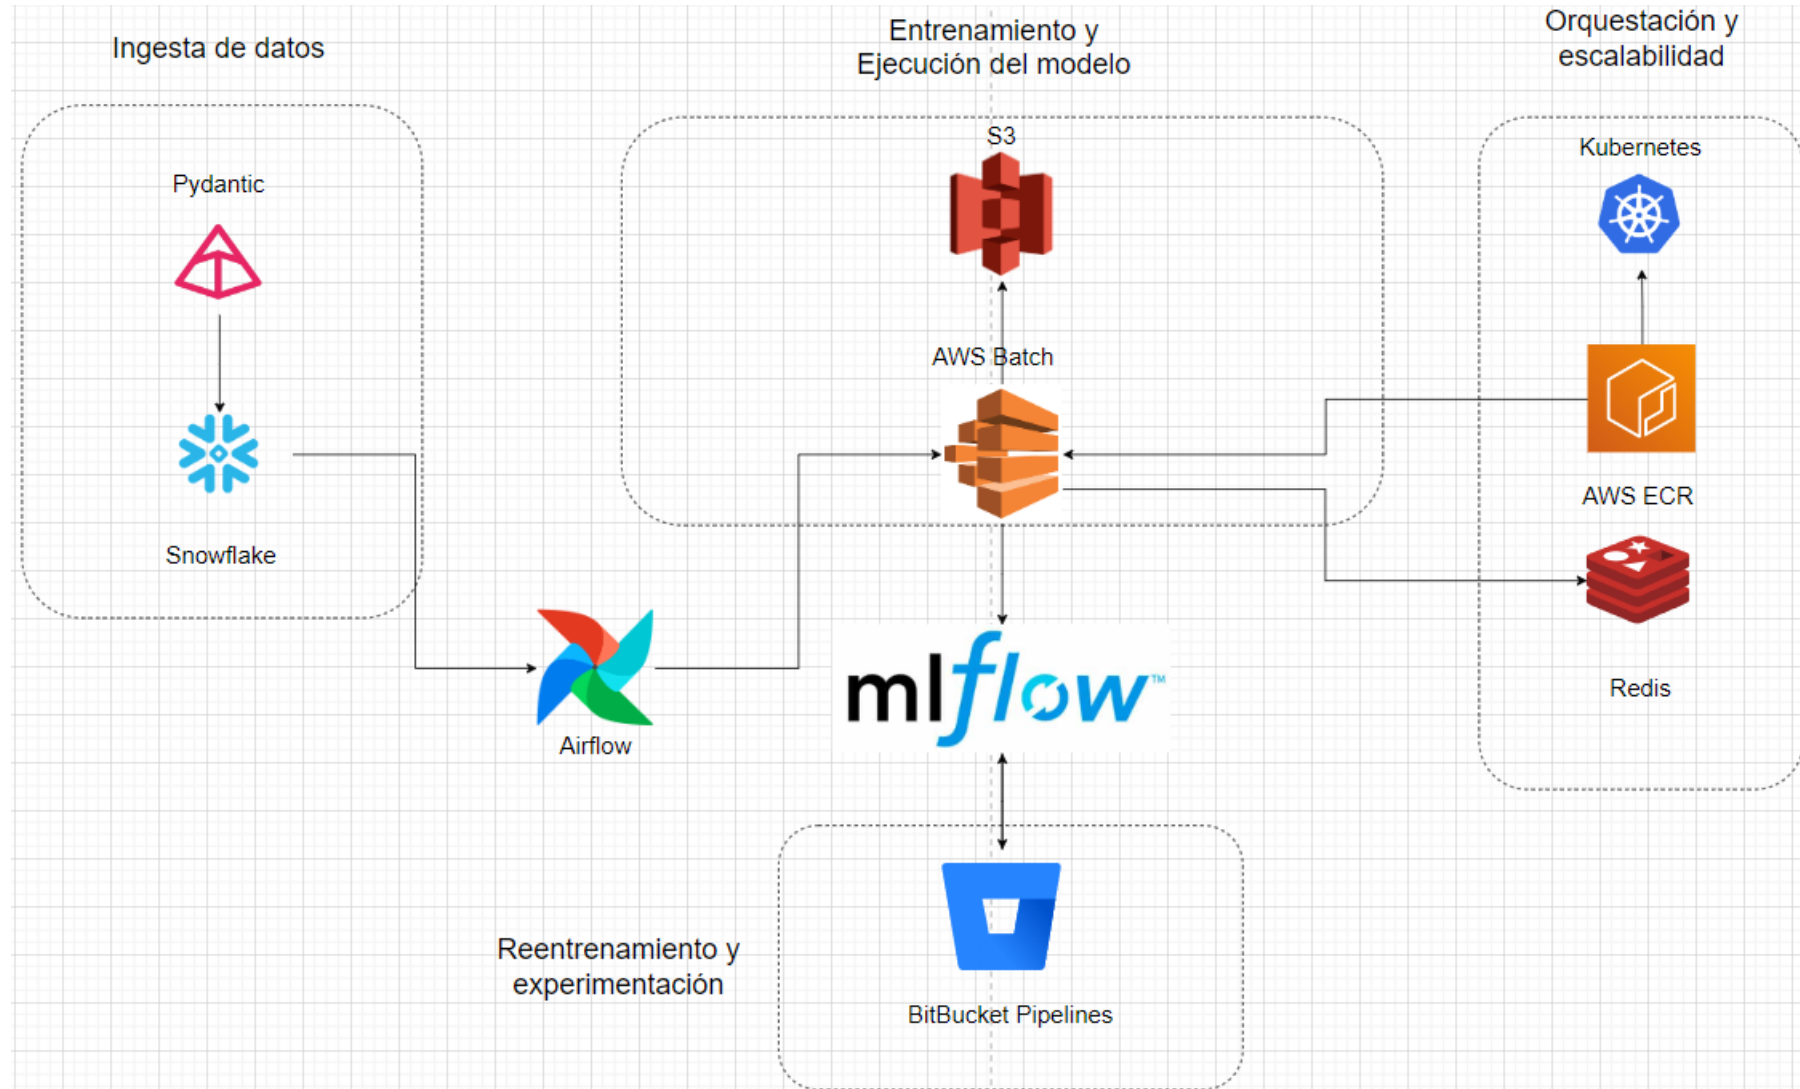 Ingesta de datos
Entrenamiento y
Ejecución del modelo
Orquestación y
escalabilidad
Pydantic
S3
Kubernetes
AWS Batch
AWS ECR
Snowflake
Airflow
mlflow™
Redis
Reentrenamiento y
experimentación
BitBucket Pipelines